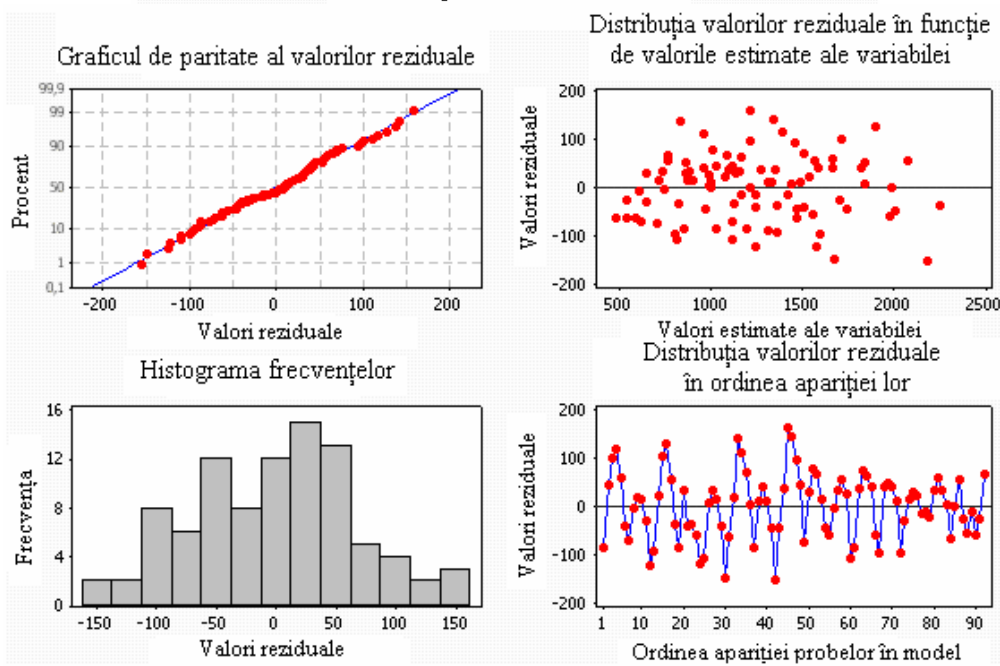 Graficul de paritate al valorilor reziduale
99,9
99
90
50
10
1
0,1
Procent
-200 -100 0 100 200
Valori reziduale
Distribuția valorilor reziduale în funcție
de valorile estimate ale variabilei
200
100
0
-100
-200
Valori reziduale
500 1000 1500 2000 2500
Valori estimate ale variabilei
Histograma frecvențelor
16
12
8
4
0
Frecvența
-150 -100 -50 0 50 100 150
Valori reziduale
Distribuția valorilor reziduale
în ordinea apariției lor
200
100
0
-100
-200
Valori reziduale
1 10 20 30 40 50 60 70 80 90
Ordinea apariției probelor în model